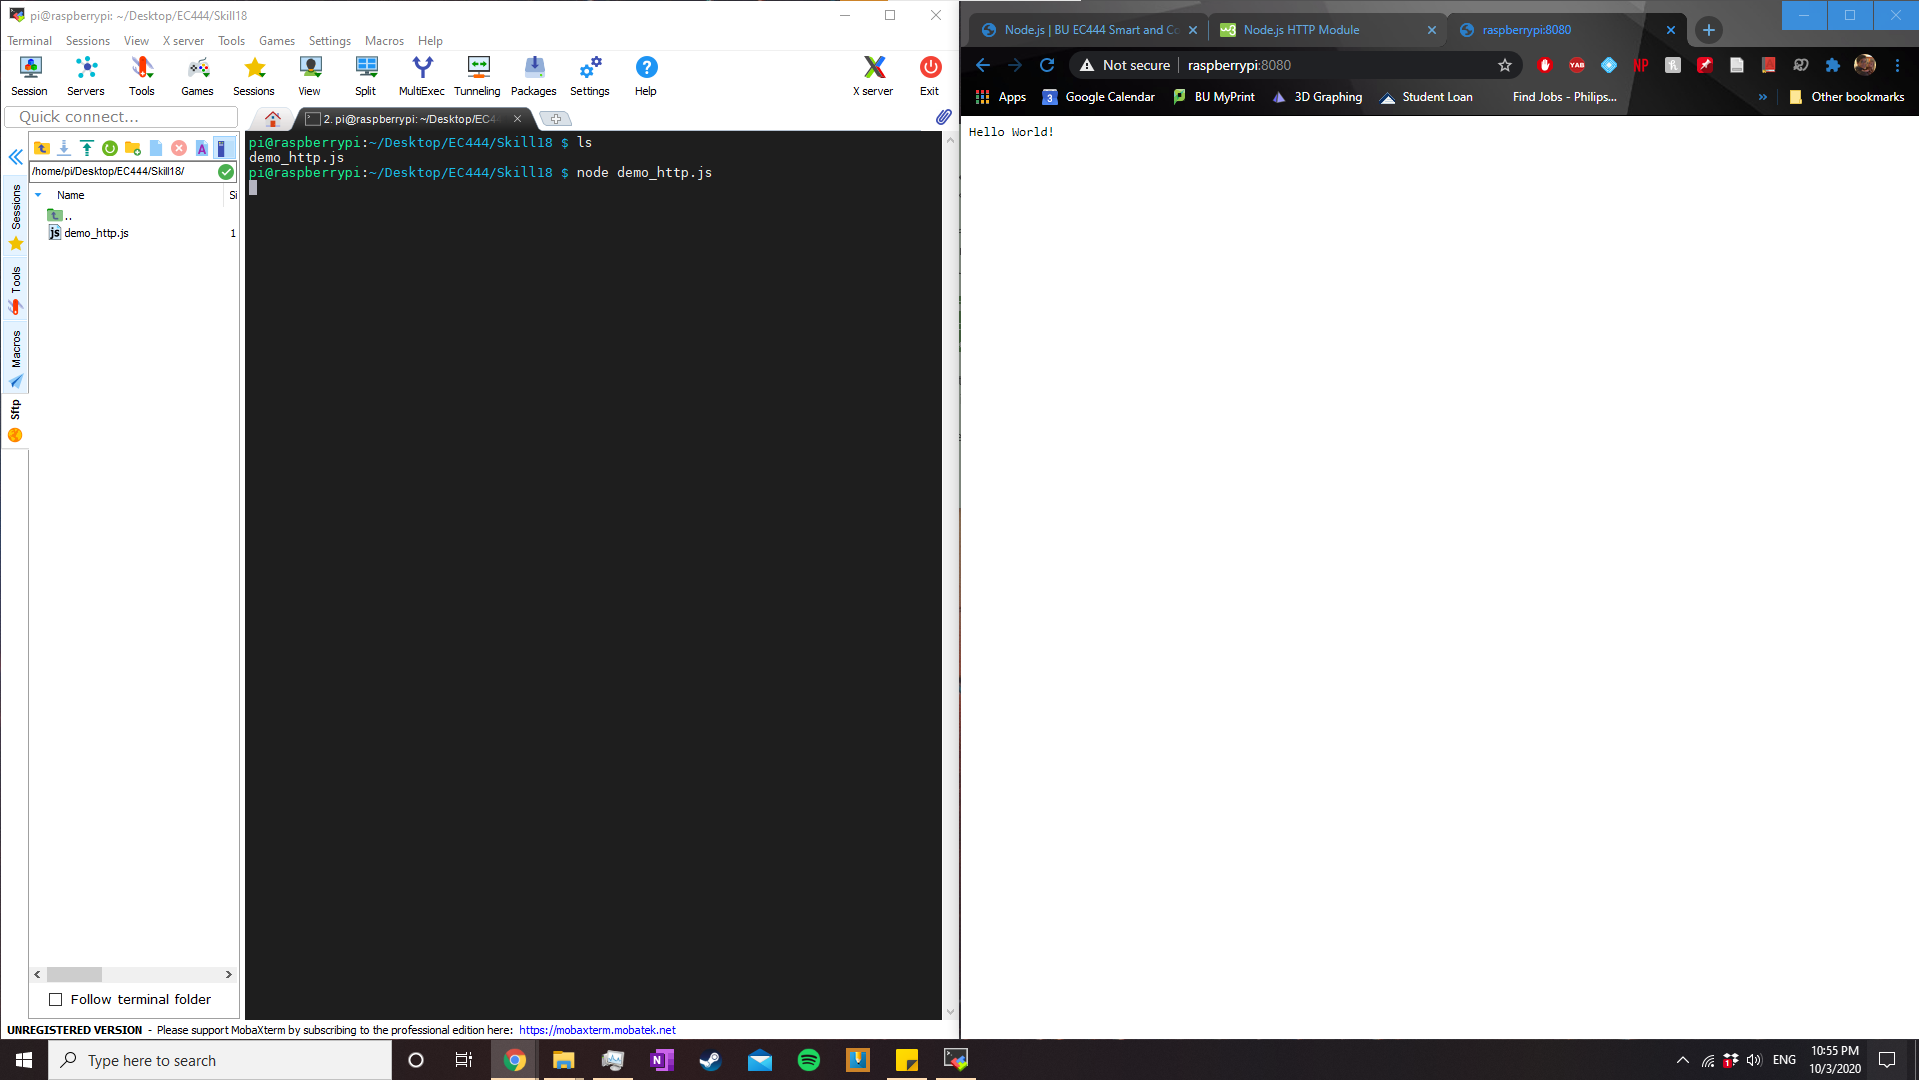 pi@raspberrypi: ~/Desktop/EC444/Skill18
Terminal Sessions View X server Tools Games Settings Macros Help
Session Servers Tools Games Sessions View Split MultiExec Tunneling Packages Settings Help X server Exit
Quick connect...
2. pi@raspberrypi: ~/Desktop/EC44
/home/pi/Desktop/EC444/Skill18/
Name Si
..
demo_http.js 1
Sessions
Tools
Macros
Sftp
pi@raspberrypi:~/Desktop/EC444/Skill18 $ ls
demo_http.js
pi@raspberrypi:~/Desktop/EC444/Skill18 $ node demo_http.js
Follow terminal folder
UNREGISTERED VERSION - Please support MobaXterm by subscribing to the professional edition here: https://mobaxterm.mobatek.net
Node.js | BU EC444 Smart and Co
Node.js HTTP Module
raspberrypi:8080
Not secure raspberrypi:8080
Apps Google Calendar BU MyPrint 3D Graphing Student Loan Find Jobs - Philips... » Other bookmarks
Hello World!
Type here to search
ENG
10:55 PM
10/3/2020